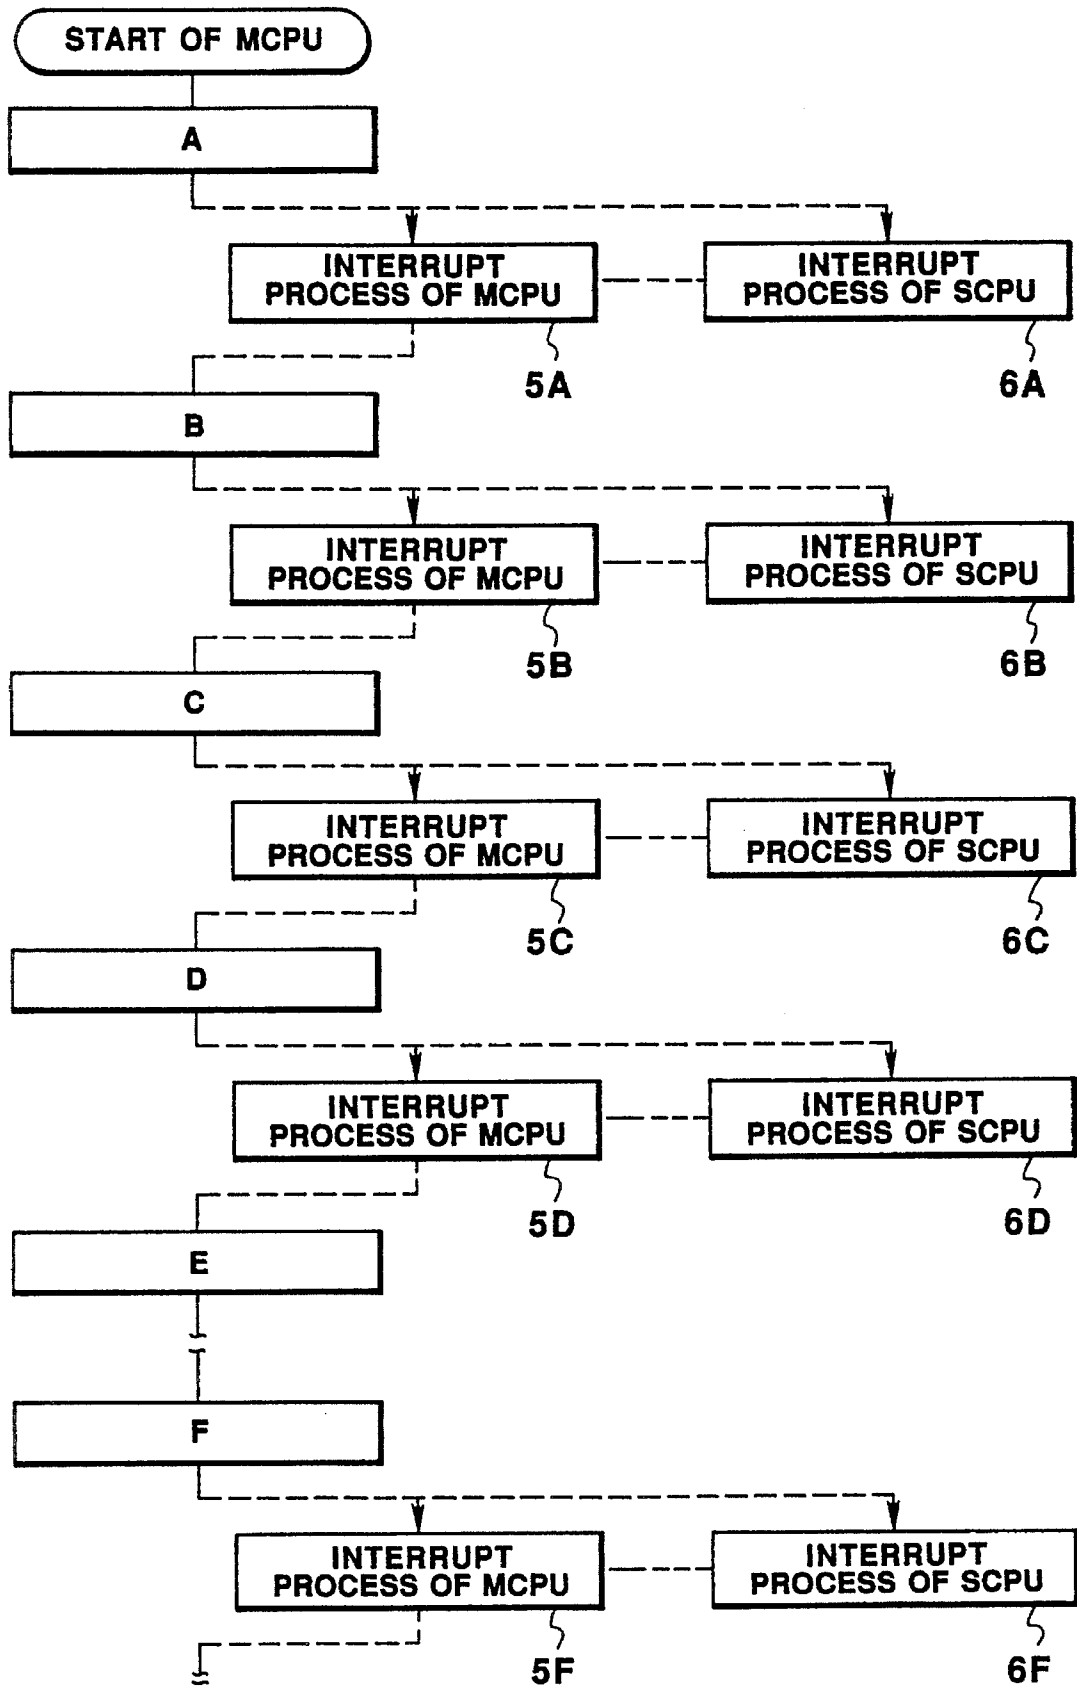 START OF MCPU
A
INTERRUPT
PROCESS OF MCPU
INTERRUPT
PROCESS OF SCPU
5A
6A
B
INTERRUPT
PROCESS OF MCPU
INTERRUPT
PROCESS OF SCPU
5B
6B
C
INTERRUPT
PROCESS OF MCPU
INTERRUPT
PROCESS OF SCPU
5C
6C
D
INTERRUPT
PROCESS OF MCPU
INTERRUPT
PROCESS OF SCPU
5D
6D
E
F
INTERRUPT
PROCESS OF MCPU
INTERRUPT
PROCESS OF SCPU
5F
6F